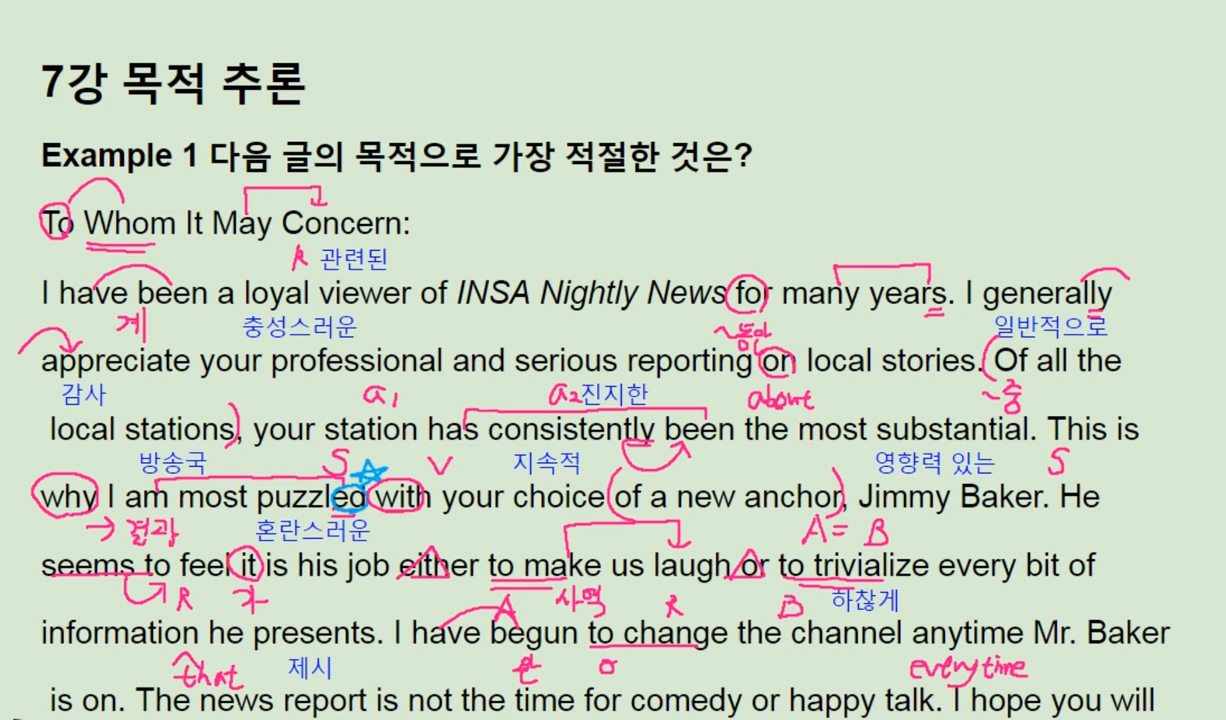 7강 목적 추론
Example 1 다음 글의 목적으로 가장 적절한 것은?
To Whom It May Concern:
R 관련된
I have been a loyal viewer of INSA Nightly News for many years. I generally
계 충성스러운 ~동안 일반적으로
appreciate your professional and serious reporting on local stories. Of all the
감사 a1 a2 진지한 about ~중
local stations, your station has consistently been the most substantial. This is
방송국 S V 지속적 영향력 있는 S
why I am most puzzled with your choice of a new anchor, Jimmy Baker. He
→ 결과 혼란스러운 A = B
seems to feel it is his job either to make us laugh or to trivialize every bit of
R 가 A 사역 R B 하찮게
information he presents. I have begun to change the channel anytime Mr. Baker
that 제시 완 o everytime
is on. The news report is not the time for comedy or happy talk. I hope you will